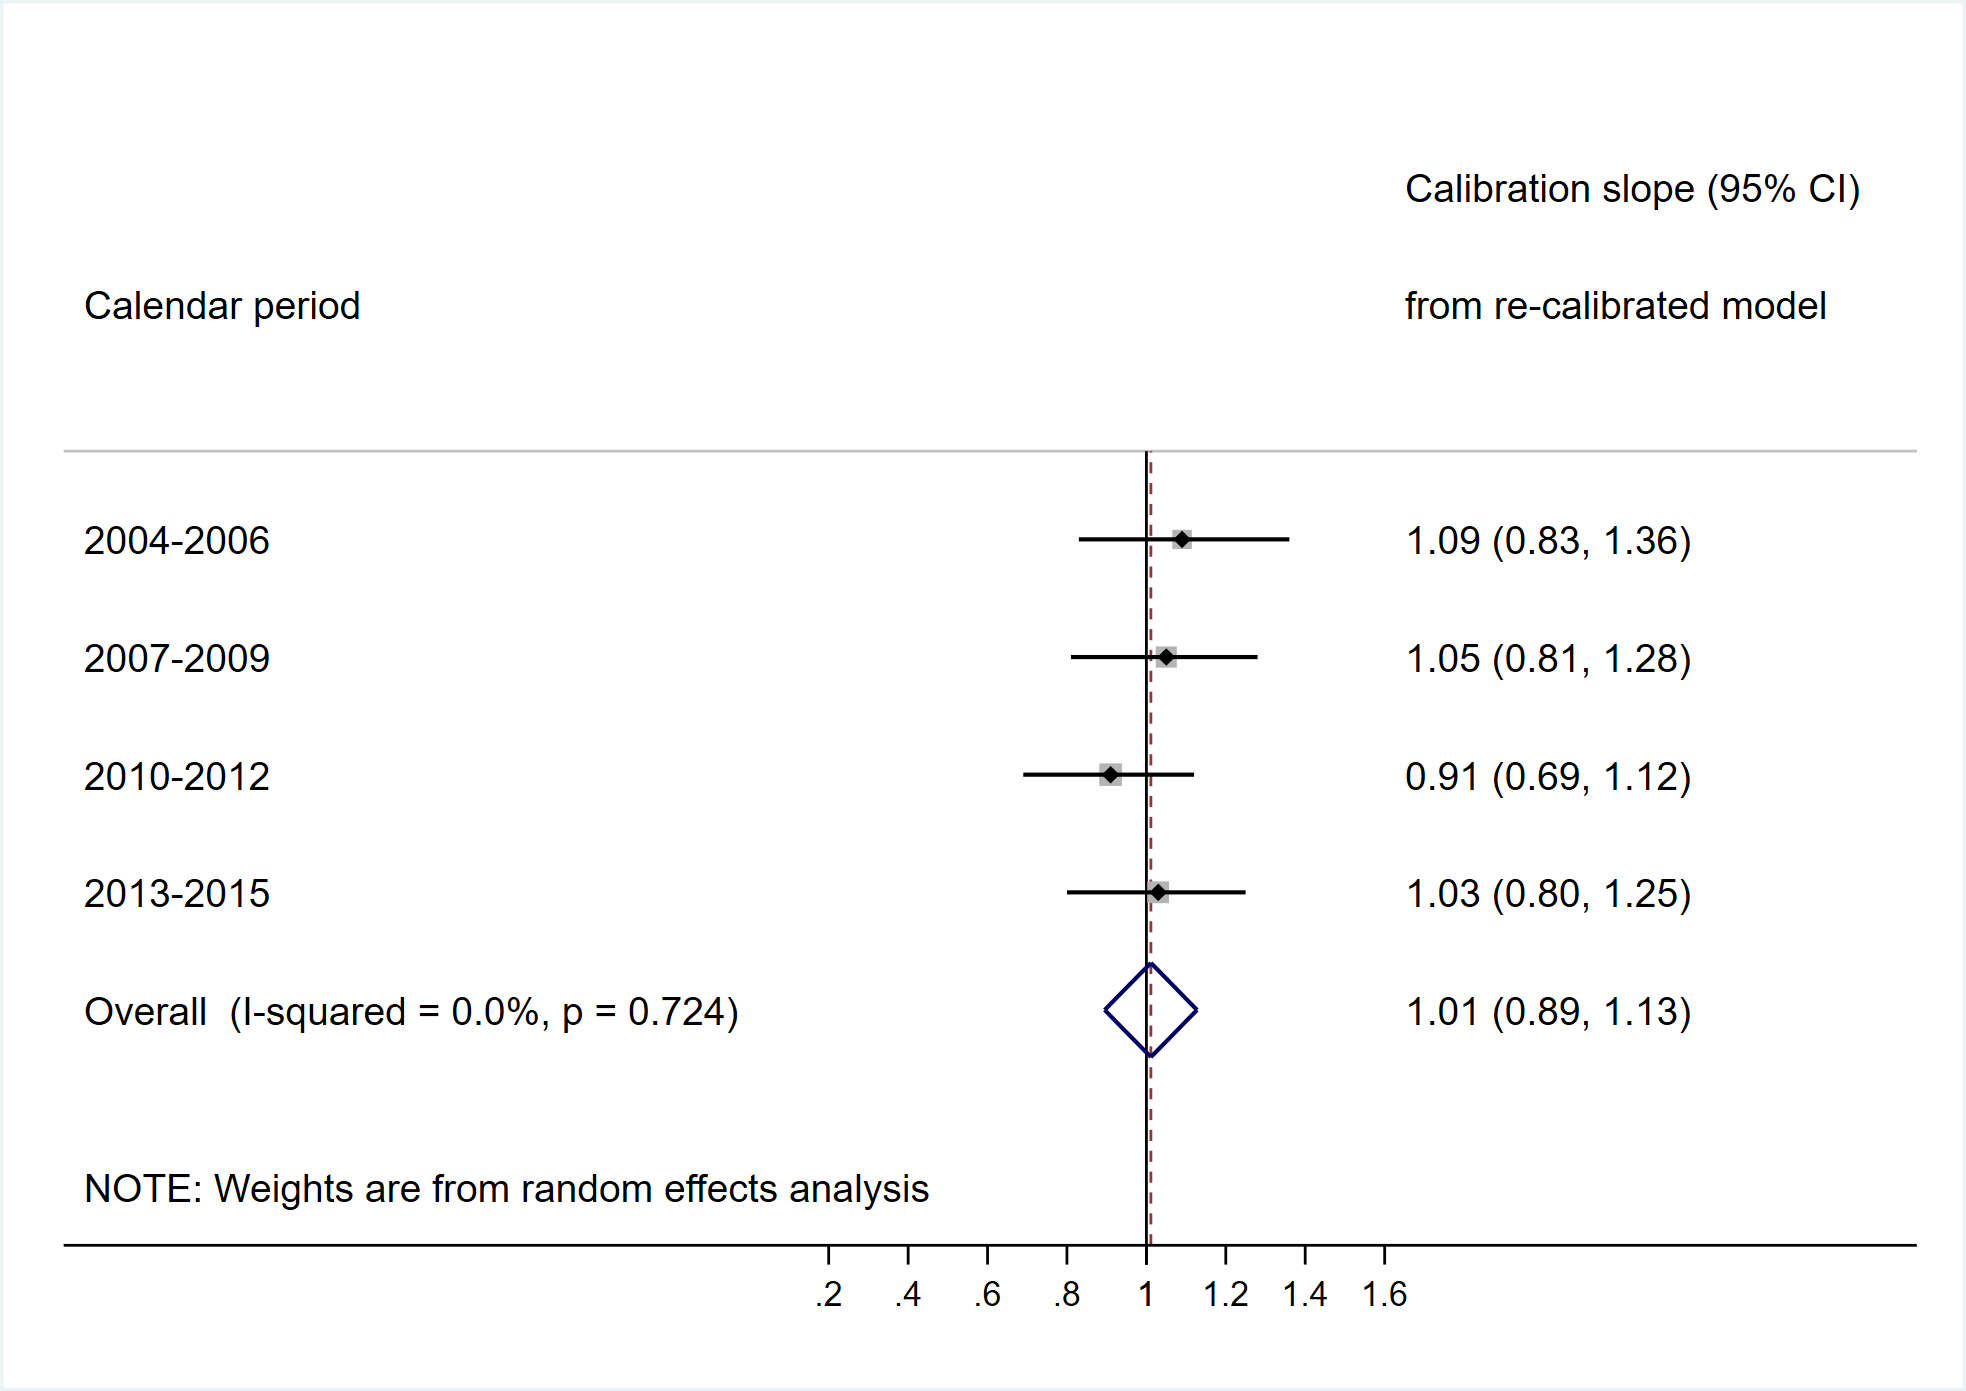 Calibration slope (95% CI)
Calendar period from re-calibrated model
2004-2006 1.09 (0.83, 1.36)
2007-2009 1.05 (0.81, 1.28)
2010-2012 0.91 (0.69, 1.12)
2013-2015 1.03 (0.80, 1.25)
Overall  (I-squared = 0.0%, p = 0.724) 1.01 (0.89, 1.13)
NOTE: Weights are from random effects analysis
.2 .4 .6 .8 1 1.2 1.4 1.6